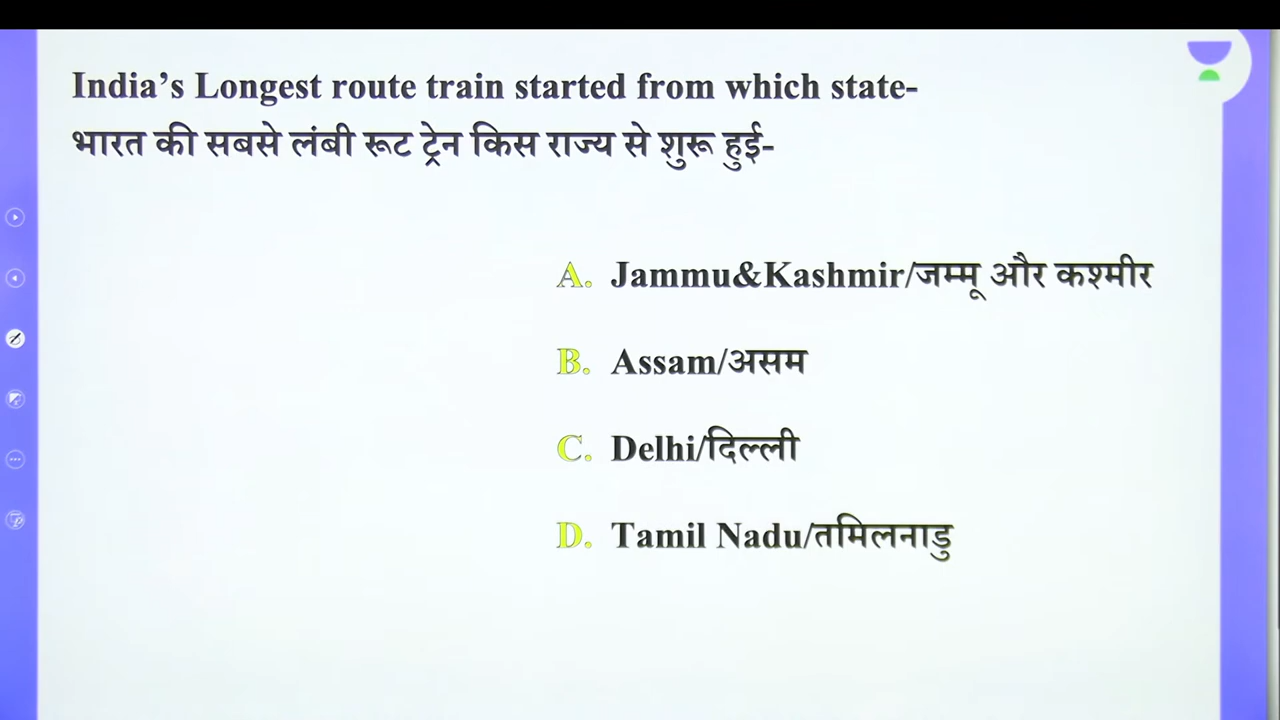 India’s Longest route train started from which state-
भारत की सबसे लंबी रूट ट्रेन किस राज्य से शुरू हुई-
A. Jammu&Kashmir/जम्मू और कश्मीर
B. Assam/असम
C. Delhi/दिल्ली
D. Tamil Nadu/तमिलनाडु